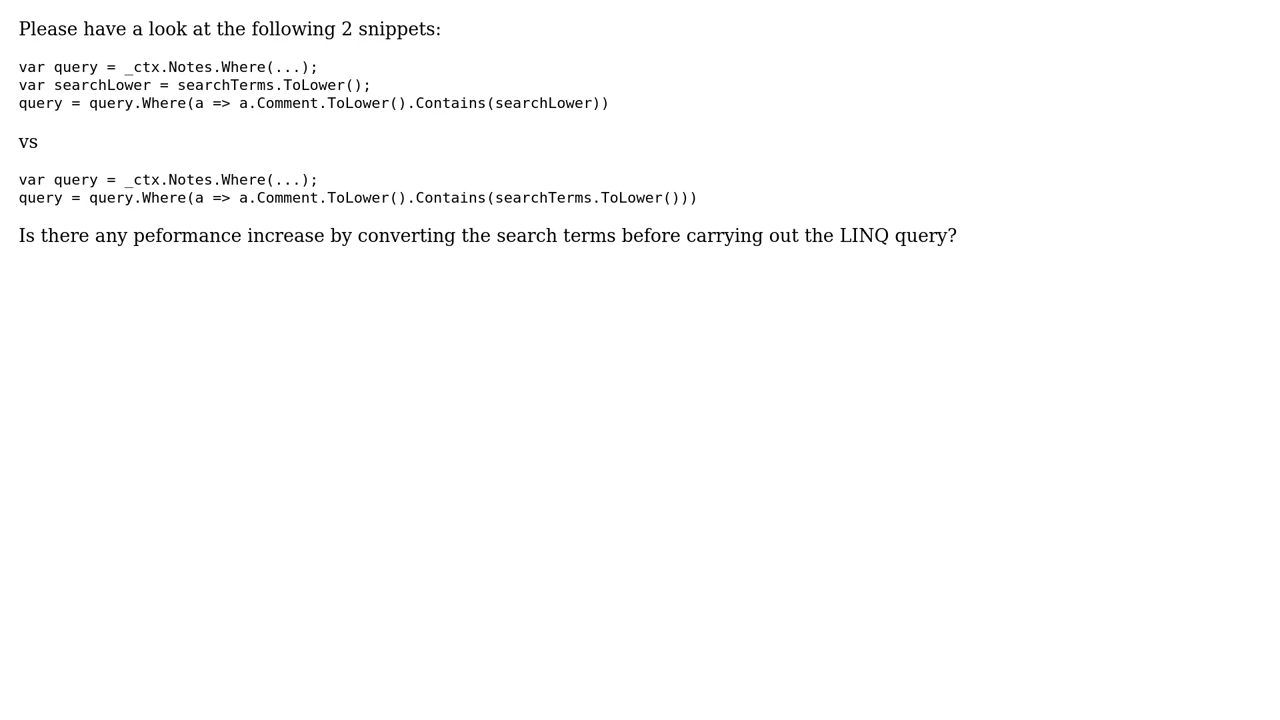 Please have a look at the following 2 snippets:
var query = _ctx.Notes.Where(...);
var searchLower = searchTerms.ToLower();
query = query.Where(a => a.Comment.ToLower().Contains(searchLower))
vs
var query = _ctx.Notes.Where(...);
query = query.Where(a => a.Comment.ToLower().Contains(searchTerms.ToLower()))
Is there any peformance increase by converting the search terms before carrying out the LINQ query?